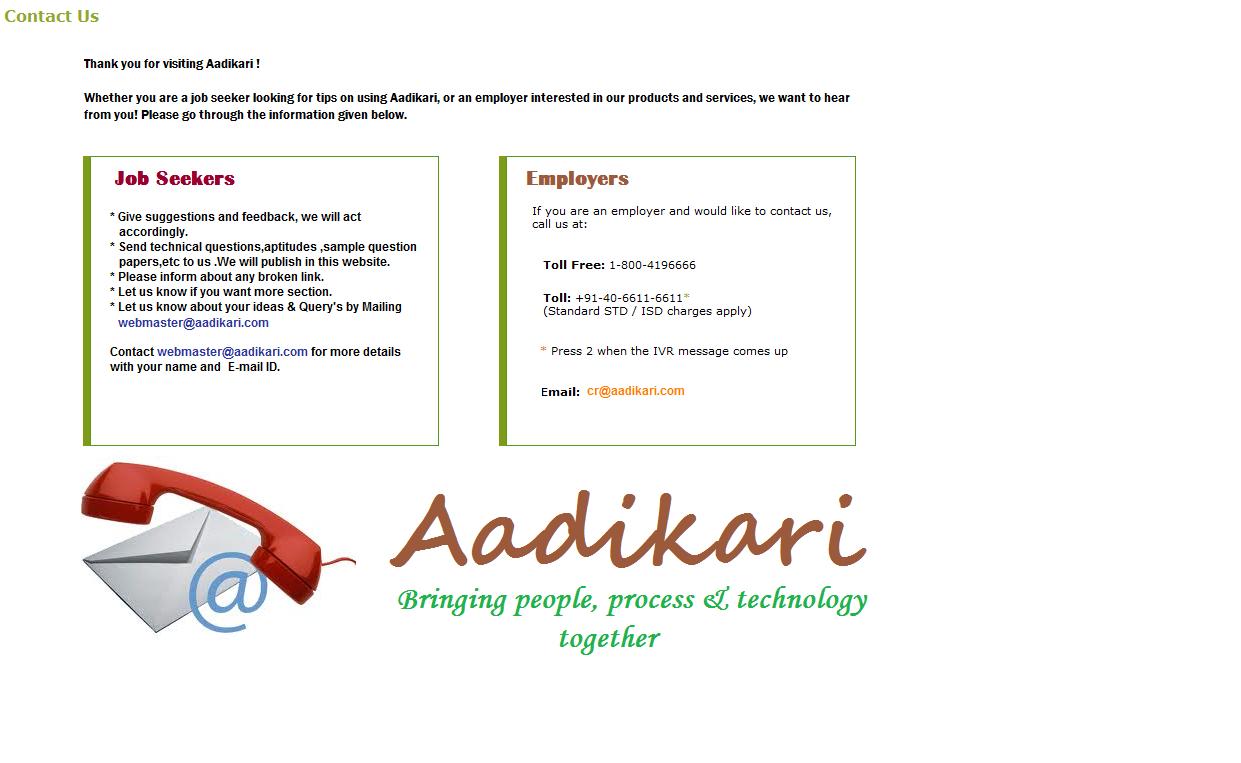 Contact Us
Thank you for visiting Aadikari !
Whether you are a job seeker looking for tips on using Aadikari, or an employer interested in our products and services, we want to hear
from you! Please go through the information given below.
Job Seekers
* Give suggestions and feedback, we will act
accordingly.
* Send technical questions,aptitudes ,sample question
papers,etc to us .We will publish in this website.
* Please inform about any broken link.
* Let us know if you want more section.
* Let us know about your ideas & Query's by Mailing
webmaster@aadikari.com
Contact webmaster@aadikari.com for more details
with your name and E-mail ID.
Employers
If you are an employer and would like to contact us,
call us at:
Toll Free: 1-800-4196666
Toll: +91-40-6611-6611*
(Standard STD / ISD charges apply)
* Press 2 when the IVR message comes up
Email: cr@aadikari.com
@
Aadikari
Bringing people, process & technology
together